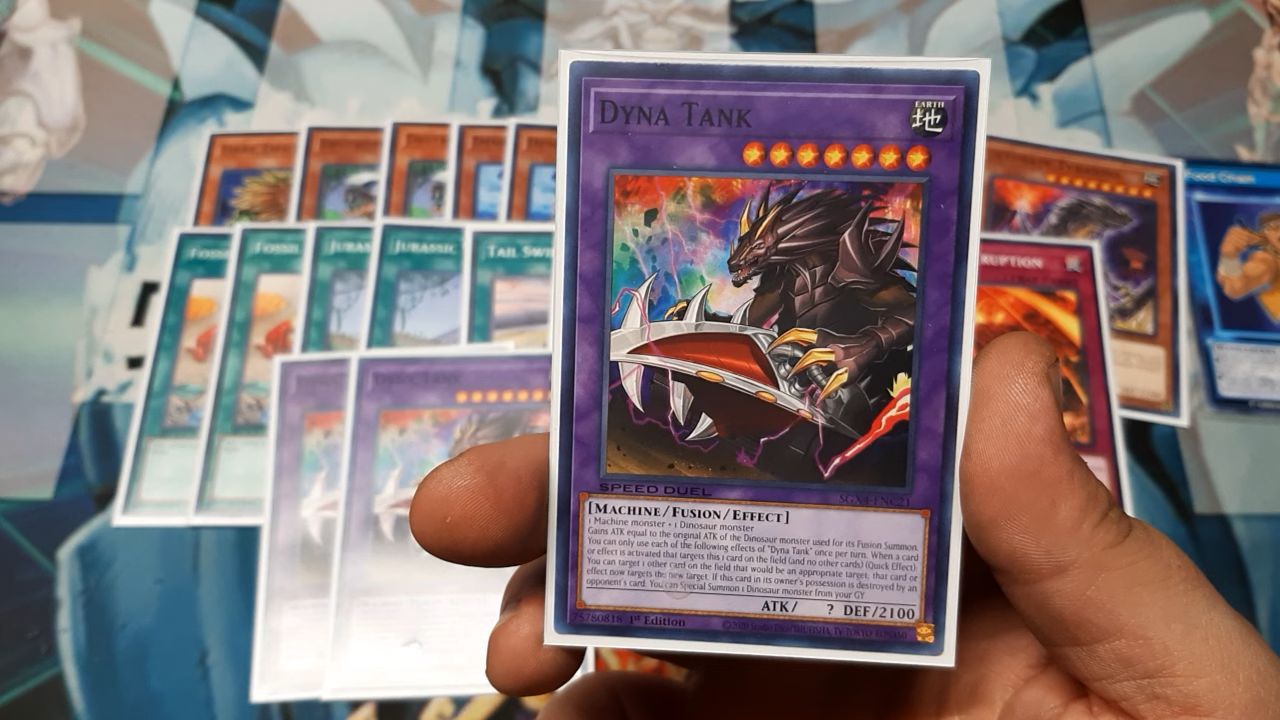 DYNA TANK
EARTH
地
SPEED DUEL
SGX4-ENC21
[MACHINE/FUSION/EFFECT]
1 Machine monster + 1 Dinosaur monster
Gains ATK equal to the original ATK of the Dinosaur monster used for its Fusion Summon.
You can only use each of the following effects of "Dyna Tank" once per turn. When a card
or effect is activated that targets this 1 card on the field (and no other cards) (Quick Effect):
You can target 1 other card on the field that would be an appropriate target; that card or
effect now targets the new target. If this card in its owner's possession is destroyed by an
opponent's card: You can Special Summon 1 Dinosaur monster from your GY.
ATK/ ? DEF/2100
75780818 1st Edition
FOSSIL
JURASSIC
TAIL SWI
RUPTION
Food Chain